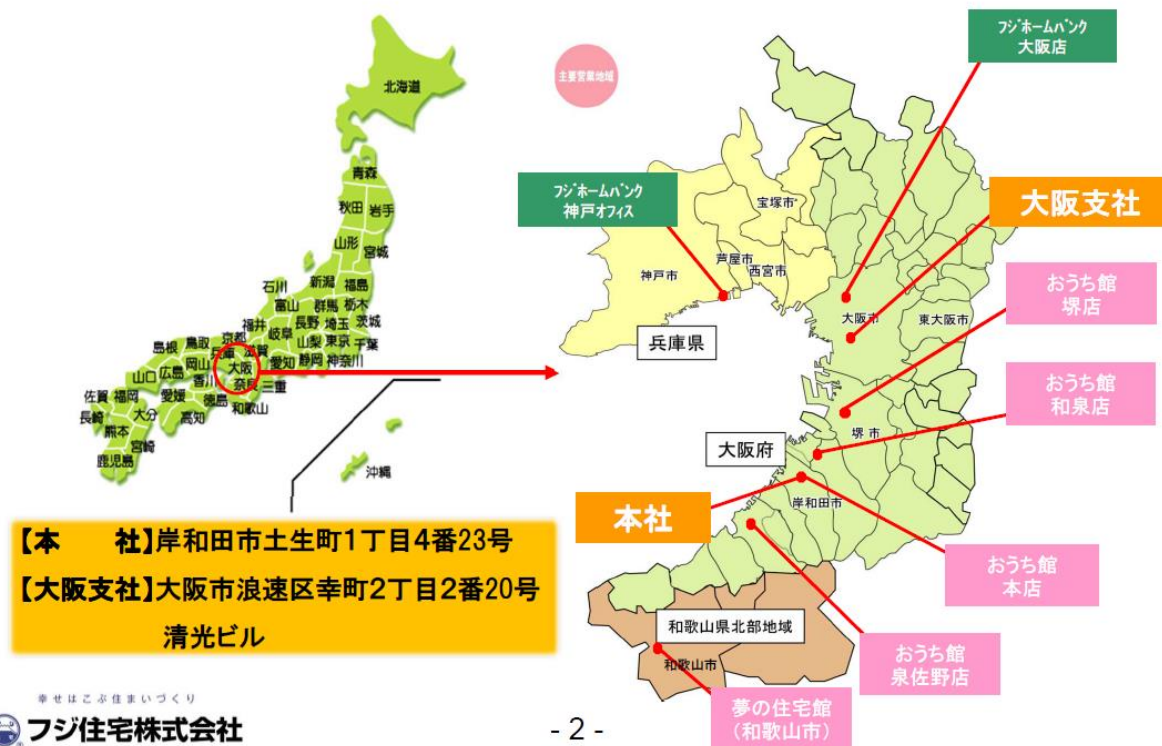 北海道
青森
秋田
岩手
山形
宮城
新潟
福島
石川
富山
群馬
栃木
福井
岐阜
長野
埼玉
茨城
山梨
東京
千葉
愛知
静岡
神奈川
島根
鳥取
京都
兵庫
滋賀
山口
広島
岡山
大阪
香川
奈良
三重
佐賀
福岡
愛媛
徳島
和歌山
長崎
大分
高知
熊本
宮崎
鹿児島
沖縄
【本　　社】岸和田市土生町1丁目4番23号
【大阪支社】大阪市浪速区幸町2丁目2番20号
清光ビル
幸せはこぶ住まいづくり
フジ住宅株式会社
- 2 -
主要営業地域
フジホームバンク
大阪店
フジホームバンク
神戸オフィス
大阪支社
おうち館
堺店
おうち館
和泉店
本社
おうち館
本店
おうち館
泉佐野店
夢の住宅館
(和歌山市)
宝塚市
芦屋市
西宮市
神戸市
兵庫県
大阪市
東大阪市
堺市
大阪府
岸和田市
和歌山県北部地域
和歌山市